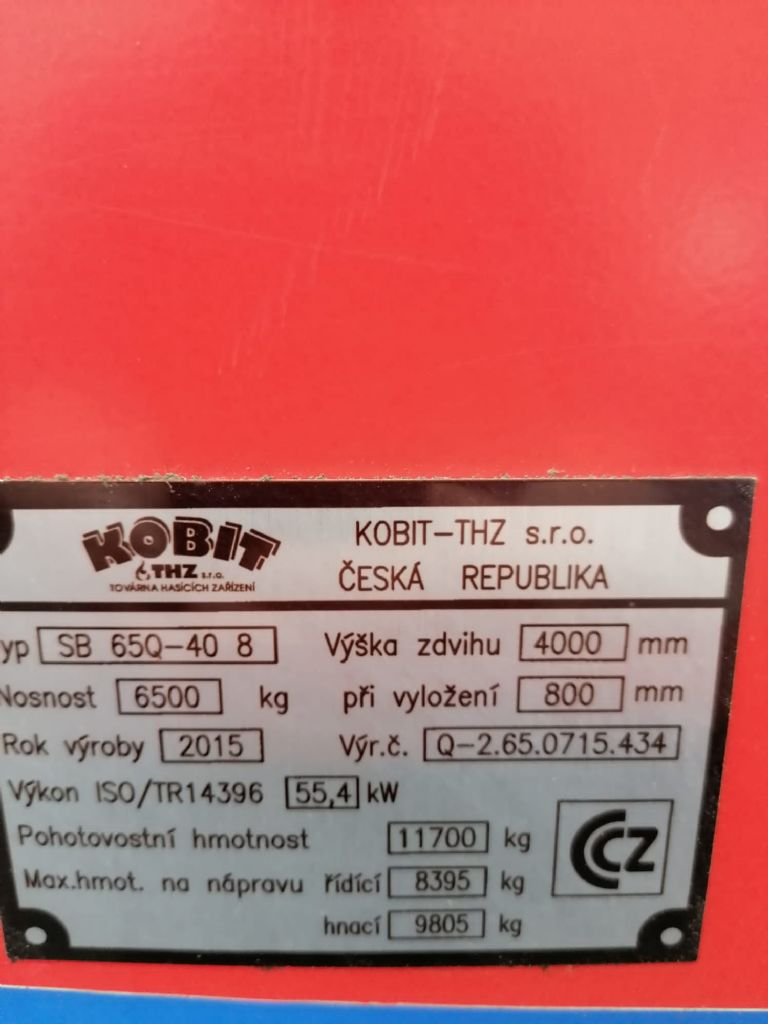 KOBIT
THZ s.r.o.
TOVÁRNA HASICÍCH ZAŘÍZENÍ
KOBIT-THZ s.r.o.
ČESKÁ REPUBLIKA
yp SB 65Q-40 8 Výška zdvihu 4000 mm
Nosnost 6500 kg při vyložení 800 mm
Rok výroby 2015 Výr.č. Q-2.65.0715.434
Výkon ISO/TR14396 55,4 kW
Pohotovostní hmotnost 11700 kg
CCZ
Max.hmot. na nápravu řídící 8395 kg
hnací 9805 kg